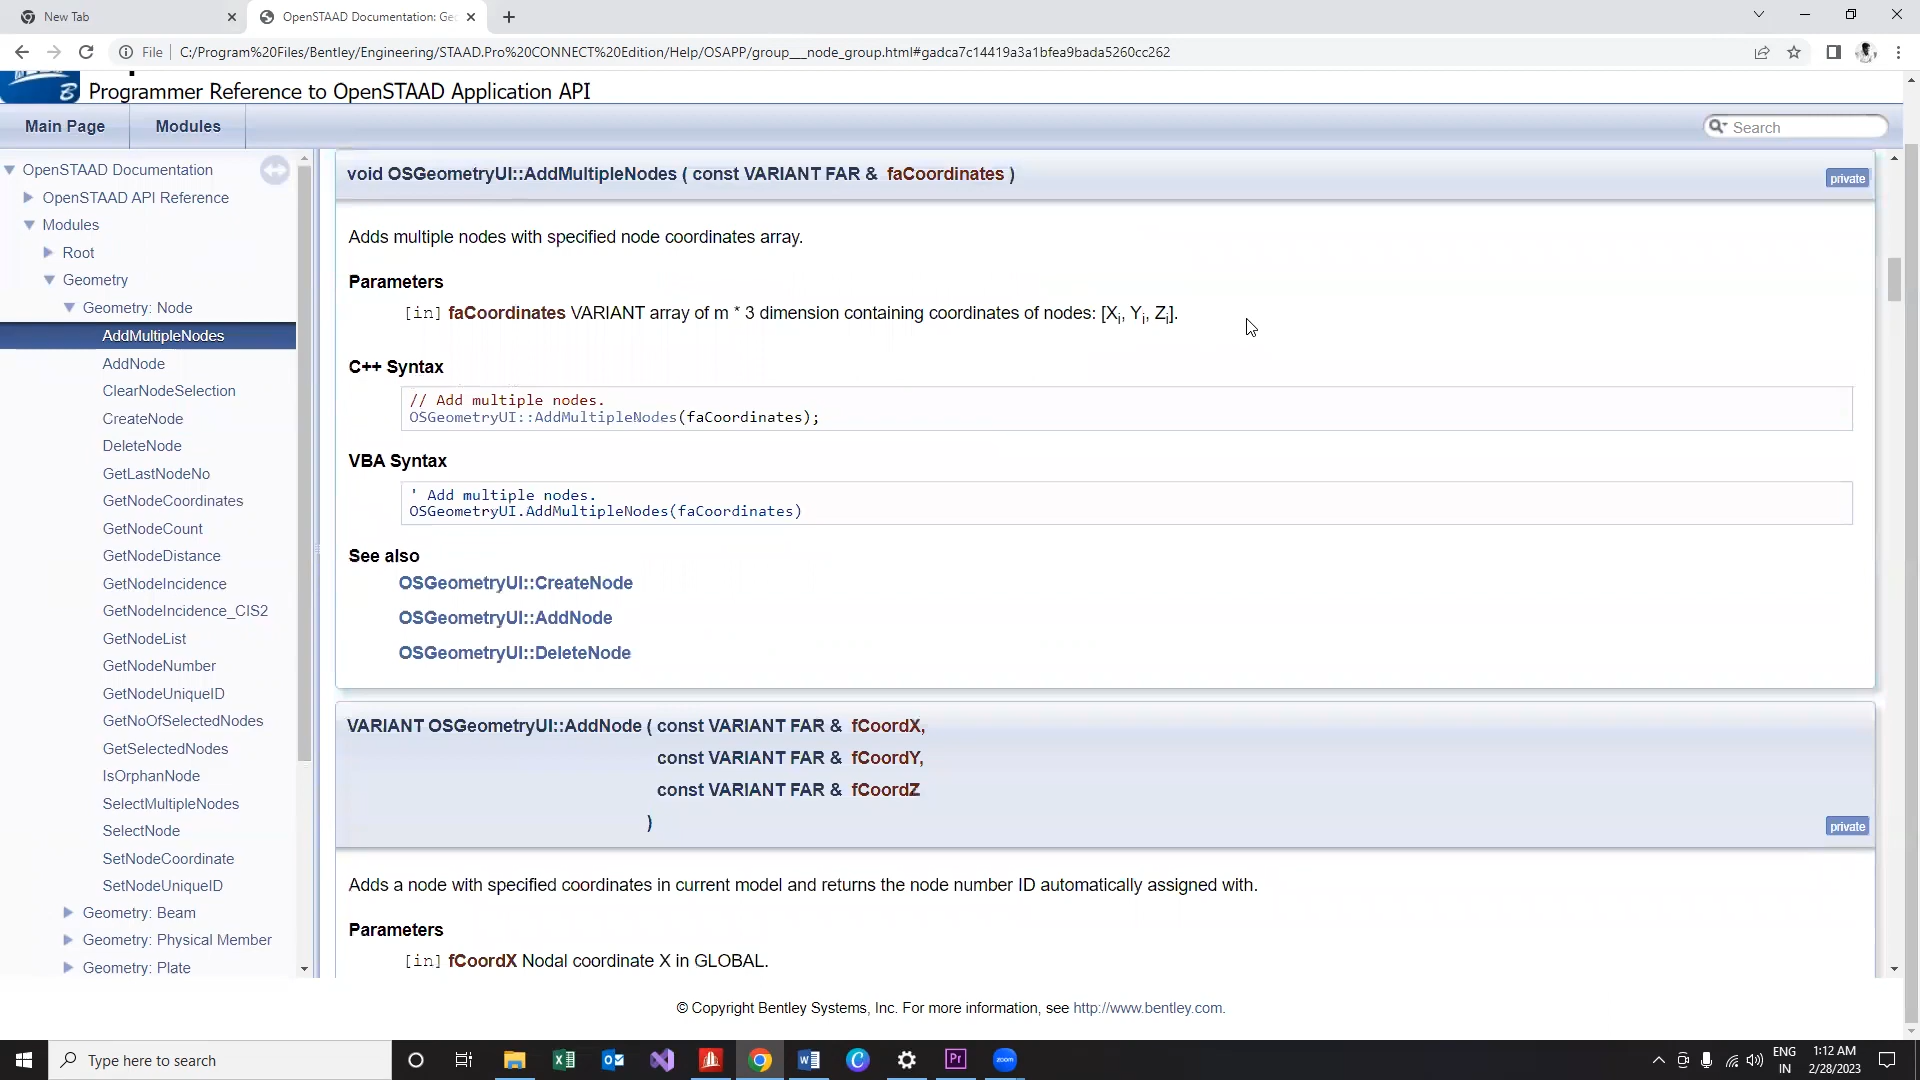 New Tab
OpenSTAAD Documentation: Ge
File
C:/Program%20Files/Bentley/Engineering/STAAD.Pro%20CONNECT%20Edition/Help/OSAPP/group___node_group.html#gadca7c14419a3a1bfea9bada5260cc262
Programmer Reference to OpenSTAAD Application API
Main Page
Modules
Search
OpenSTAAD Documentation
OpenSTAAD API Reference
Modules
Root
Geometry
Geometry: Node
AddMultipleNodes
AddNode
ClearNodeSelection
CreateNode
DeleteNode
GetLastNodeNo
GetNodeCoordinates
GetNodeCount
GetNodeDistance
GetNodeIncidence
GetNodeIncidence_CIS2
GetNodeList
GetNodeNumber
GetNodeUniqueID
GetNoOfSelectedNodes
GetSelectedNodes
IsOrphanNode
SelectMultipleNodes
SelectNode
SetNodeCoordinate
SetNodeUniqueID
Geometry: Beam
Geometry: Physical Member
Geometry: Plate
void OSGeometryUI::AddMultipleNodes ( const VARIANT FAR & faCoordinates )
private
Adds multiple nodes with specified node coordinates array.
Parameters
[in] faCoordinates VARIANT array of m * 3 dimension containing coordinates of nodes: [Xi, Yi, Zi].
C++ Syntax
// Add multiple nodes.
OSGeometryUI::AddMultipleNodes(faCoordinates);
VBA Syntax
' Add multiple nodes.
OSGeometryUI.AddMultipleNodes(faCoordinates)
See also
OSGeometryUI::CreateNode
OSGeometryUI::AddNode
OSGeometryUI::DeleteNode
VARIANT OSGeometryUI::AddNode ( const VARIANT FAR & fCoordX,
const VARIANT FAR & fCoordY,
const VARIANT FAR & fCoordZ
)
private
Adds a node with specified coordinates in current model and returns the node number ID automatically assigned with.
Parameters
[in] fCoordX Nodal coordinate X in GLOBAL.
© Copyright Bentley Systems, Inc. For more information, see http://www.bentley.com.
Type here to search
Pr
zoom
ENG
IN
1:12 AM
2/28/2023